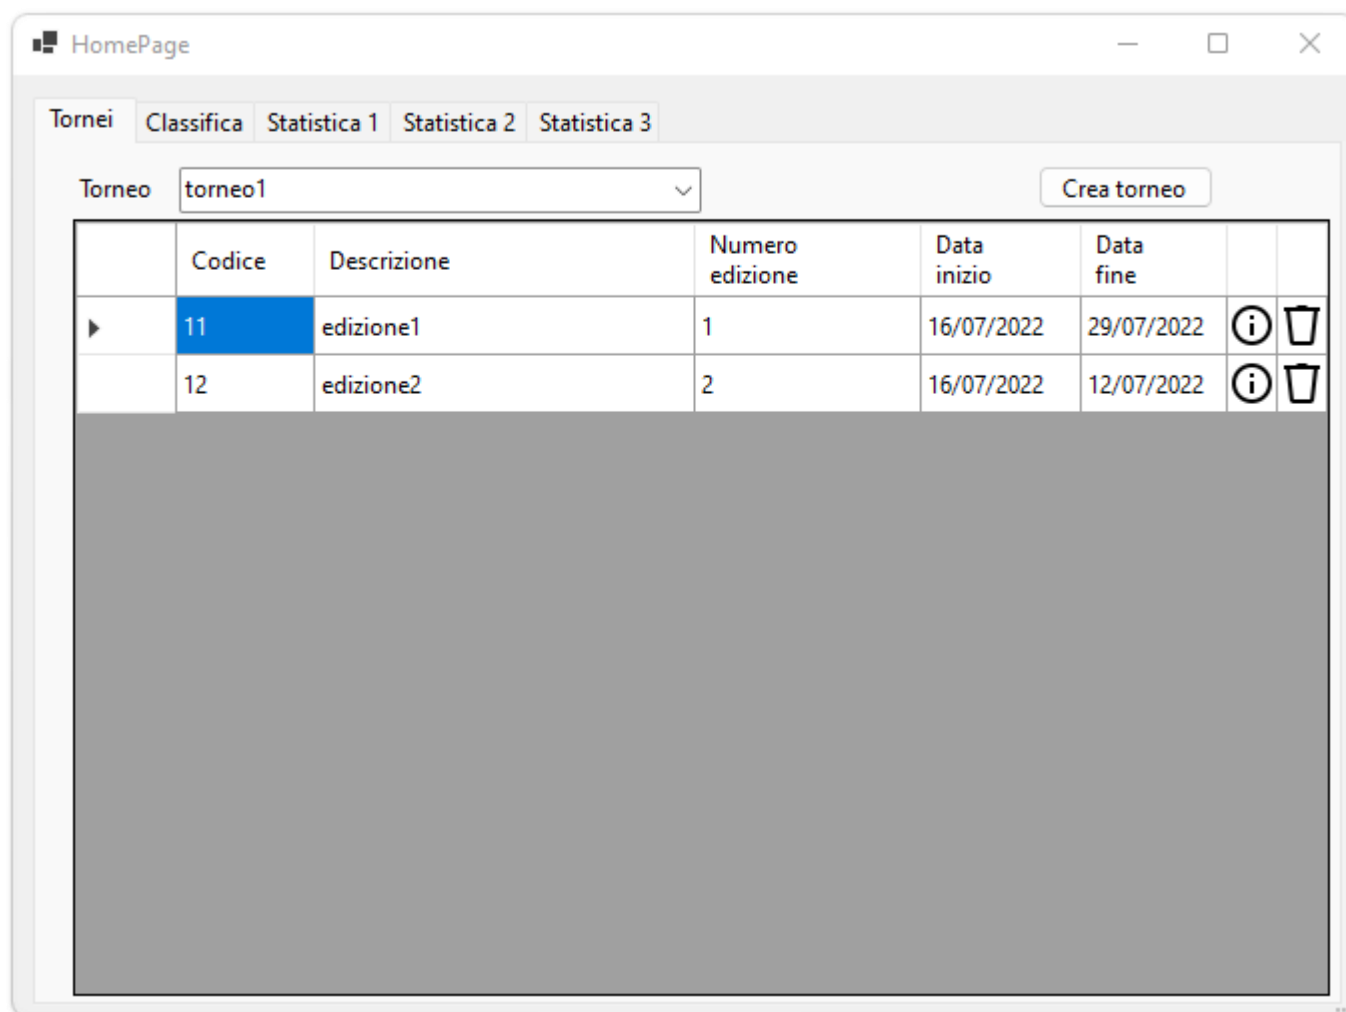 HomePage
Tornei Classifica Statistica 1 Statistica 2 Statistica 3
Torneo torneo1 Crea torneo
Codice Descrizione Numero edizione Data inizio Data fine
11 edizione1 1 16/07/2022 29/07/2022
12 edizione2 2 16/07/2022 12/07/2022